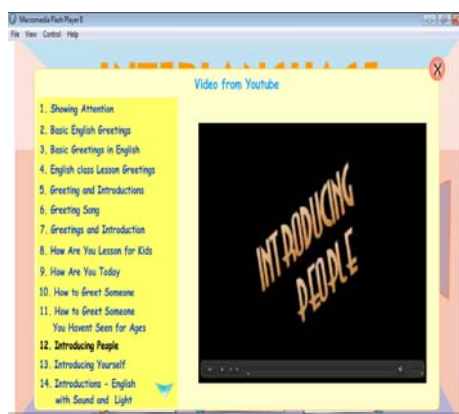 Macromedia Flash Player 8
File View Control Help
INTERLANGUAGE
Video from Youtube
X
1. Showing Attention
2. Basic English Greetings
3. Basic Greetings in English
4. English class Lesson Greetings
5. Greeting and Introductions
6. Greeting Song
7. Greetings and Introduction
8. How Are You Lesson for Kids
9. How Are You Today
10. How to Greet Someone
11. How to Greet Someone
You Havent Seen for Ages
12. Introducing People
13. Introducing Yourself
14. Introductions - English
with Sound and Light
INTRODUCING
PEOPLE